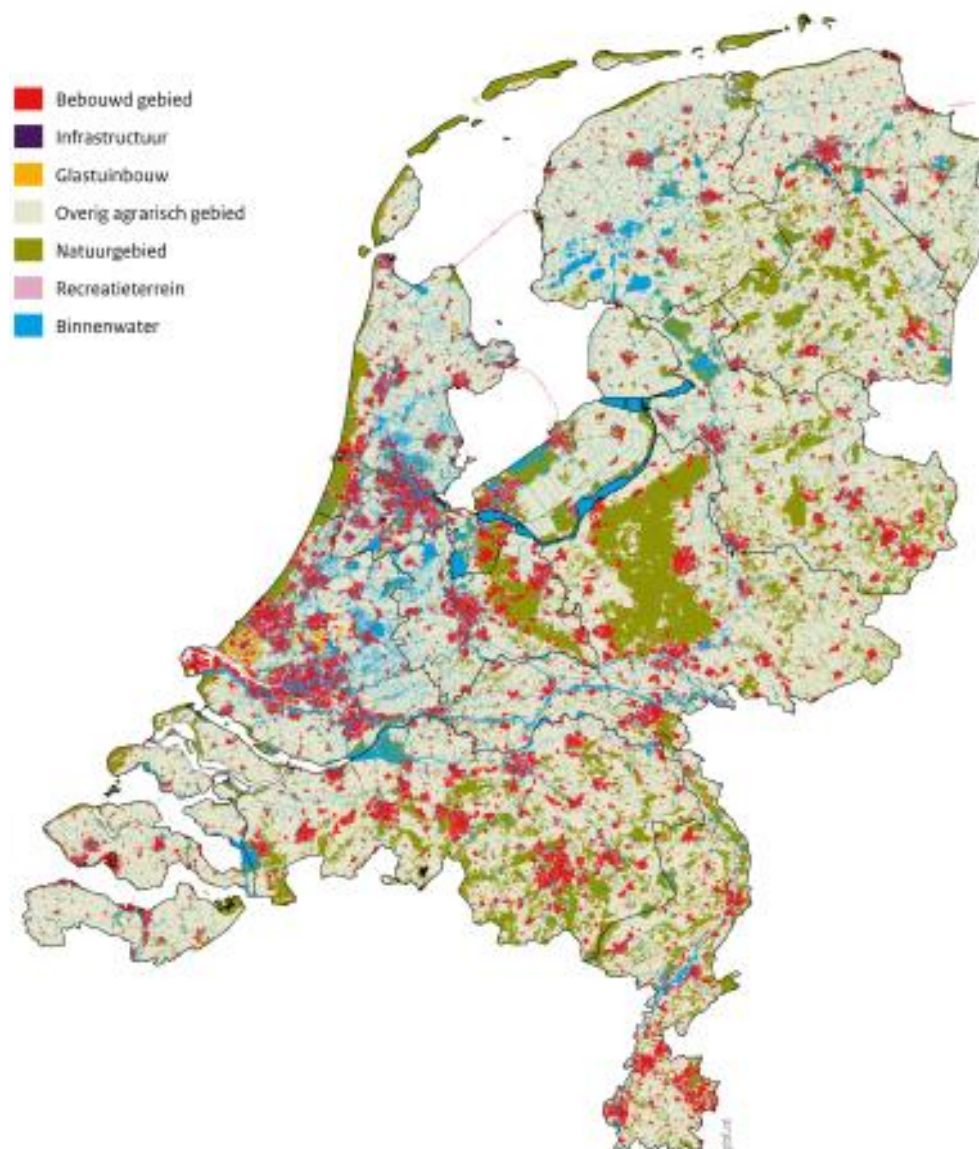 Bebouwd gebied
Infrastructuur
Glastuinbouw
Overig agrarisch gebied
Natuurgebied
Recreatieterrein
Binnenwater